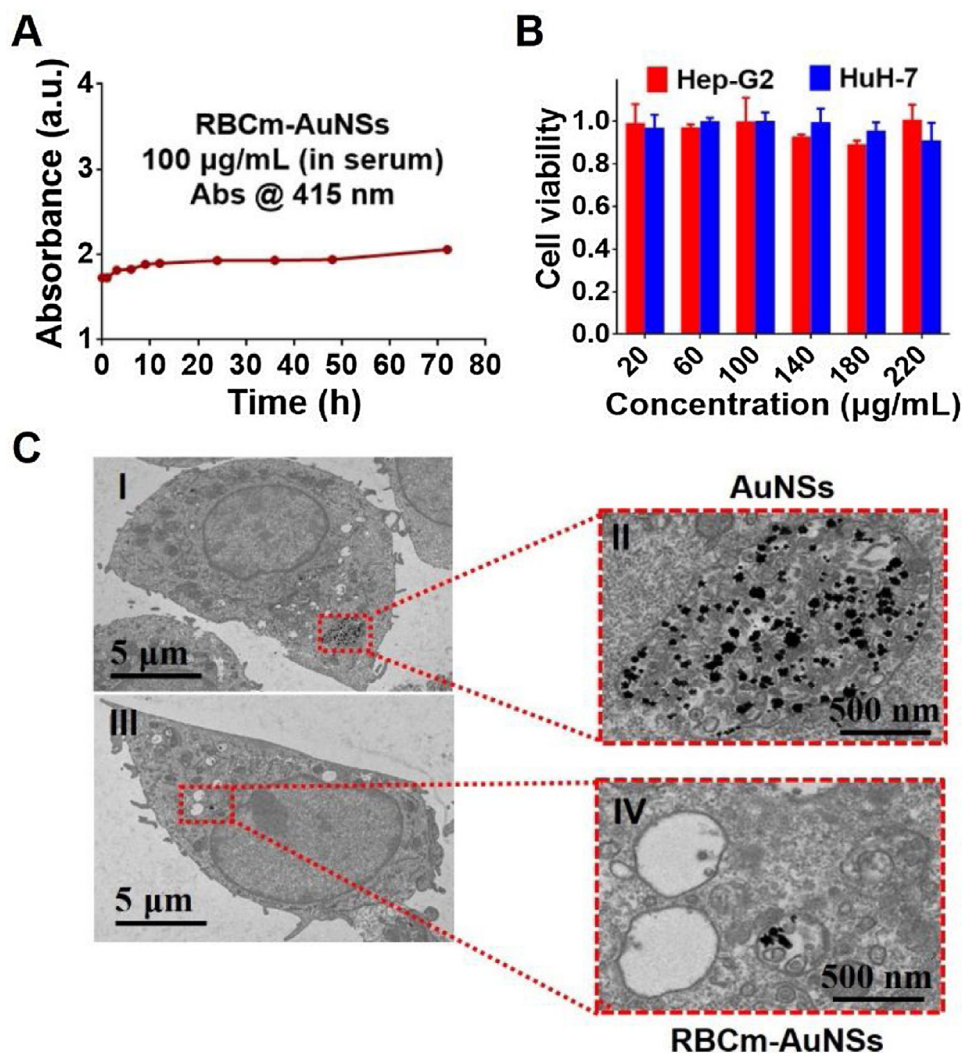 A
Absorbance (a.u.)
4
3
2
1
RBCm-AuNSs
100 µg/mL (in serum)
Abs @ 415 nm
0 10 20 30 40 50 60 70 80
Time (h)
B
Hep-G2 HuH-7
Cell viability
1.0
0.8
0.6
0.4
0.2
0.0
20 60 100 140 180 220
Concentration (µg/mL)
C
I
5 µm
AuNSs
II
500 nm
III
5 µm
IV
500 nm
RBCm-AuNSs